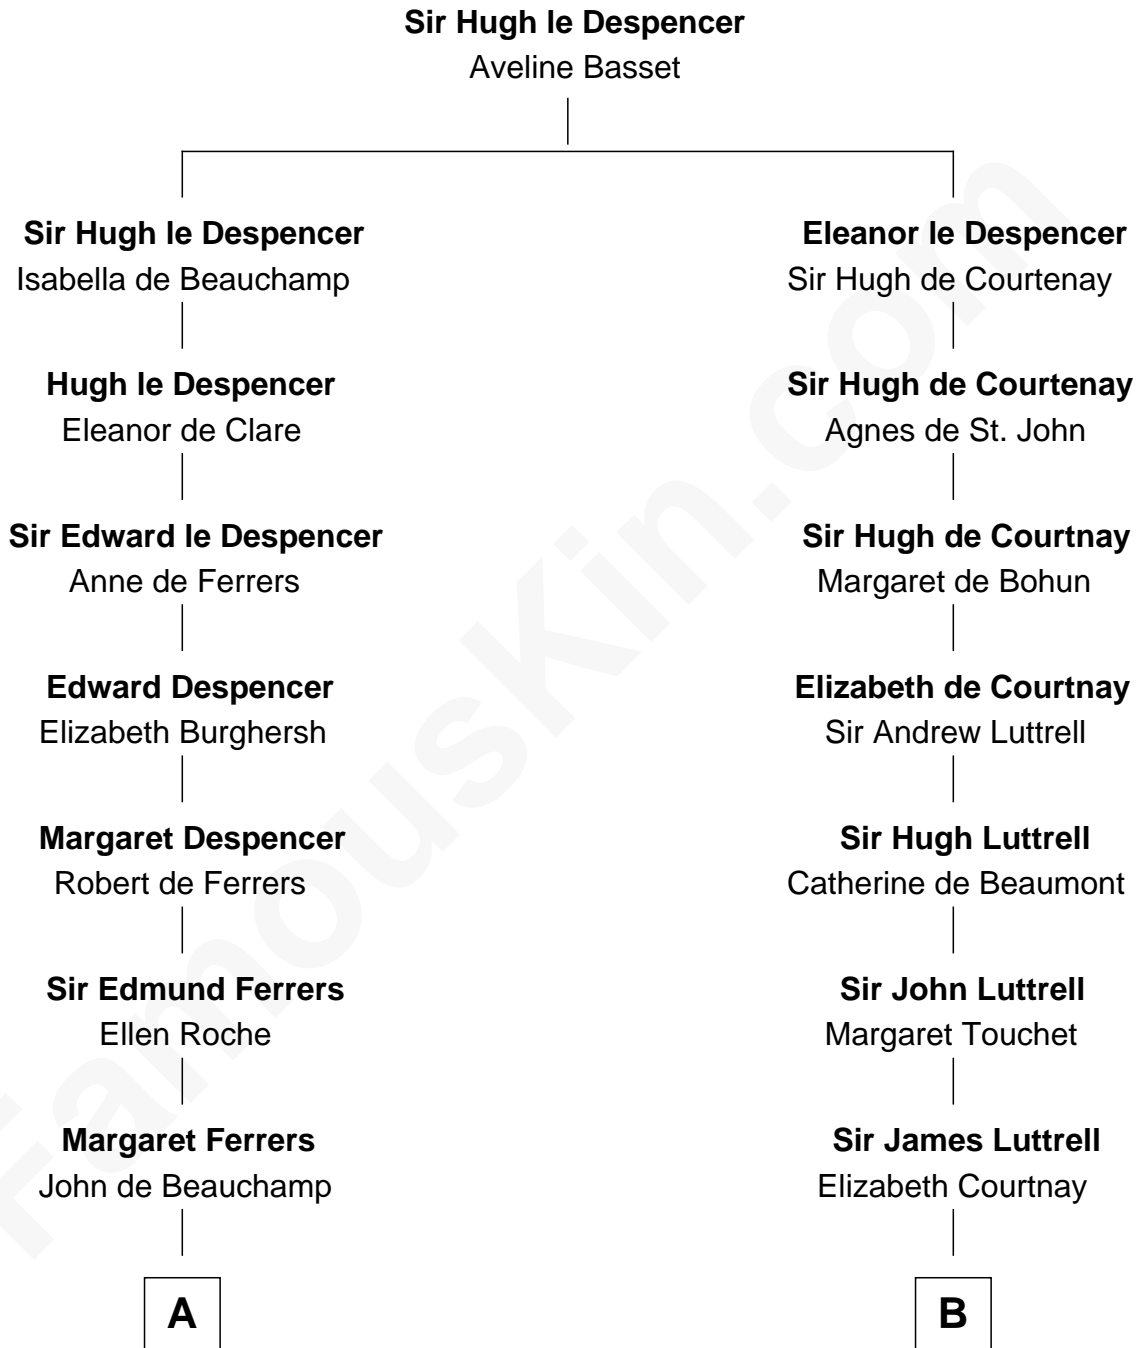 Sir Hugh le Despencer
Aveline Basset
Sir Hugh le Despencer
Isabella de Beauchamp
Hugh le Despencer
Eleanor de Clare
Sir Edward le Despencer
Anne de Ferrers
Edward Despencer
Elizabeth Burghersh
Margaret Despencer
Robert de Ferrers
Sir Edmund Ferrers
Ellen Roche
Margaret Ferrers
John de Beauchamp
A
Eleanor le Despencer
Sir Hugh de Courtenay
Sir Hugh de Courtenay
Agnes de St. John
Sir Hugh de Courtnay
Margaret de Bohun
Elizabeth de Courtnay
Sir Andrew Luttrell
Sir Hugh Luttrell
Catherine de Beaumont
Sir John Luttrell
Margaret Touchet
Sir James Luttrell
Elizabeth Courtnay
B
FamousKin.com